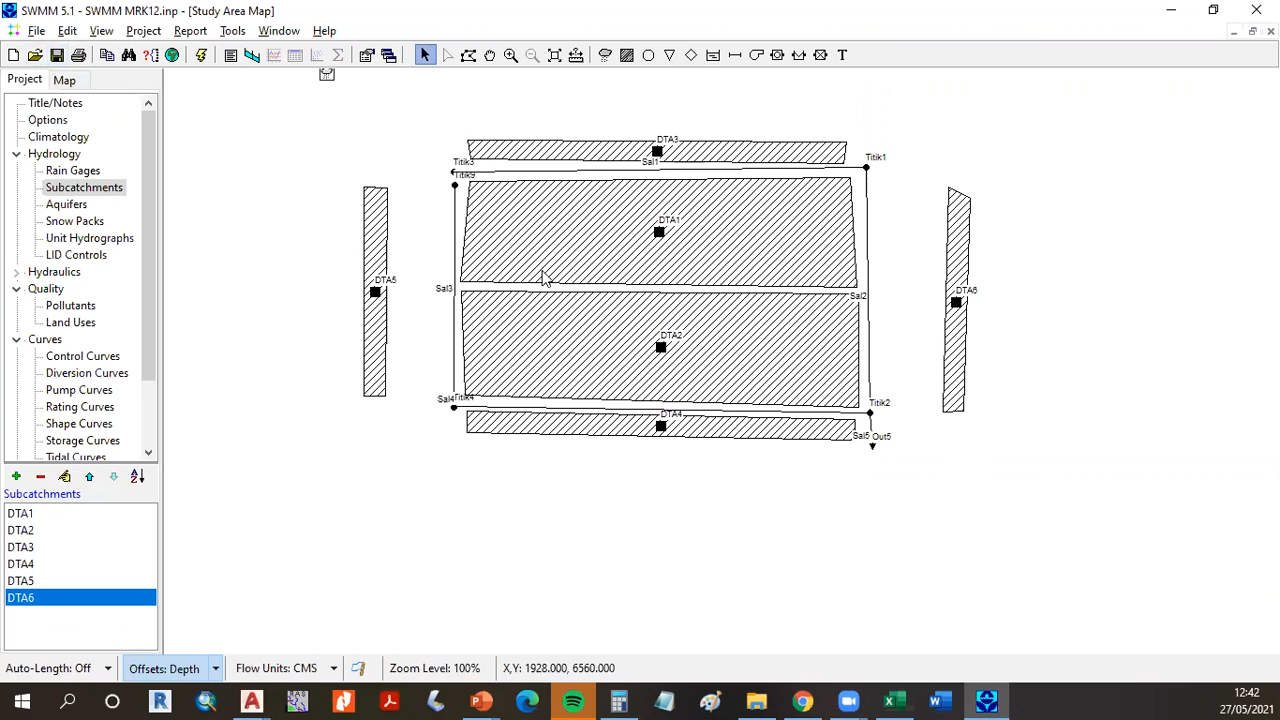 SWMM 5.1 - SWMM MRK12.inp - [Study Area Map]
File Edit View Project Report Tools Window Help
Project Map
Title/Notes
Options
Climatology
Hydrology
Rain Gages
Subcatchments
Aquifers
Snow Packs
Unit Hydrographs
LID Controls
Hydraulics
Quality
Pollutants
Land Uses
Curves
Control Curves
Diversion Curves
Pump Curves
Rating Curves
Shape Curves
Storage Curves
Tidal Curves
Subcatchments
DTA1
DTA2
DTA3
DTA4
DTA5
DTA6
DTA3
Titik3
Sal1
Titik1
Titik9
DTA1
DTA5
Sal3
Sal2
DTA6
DTA2
Sal4
Titik4
Titik2
DTA4
Sal5
Out5
Auto-Length: Off Offsets: Depth Flow Units: CMS Zoom Level: 100% X,Y: 1928.000, 6560.000
12:42
27/05/2021